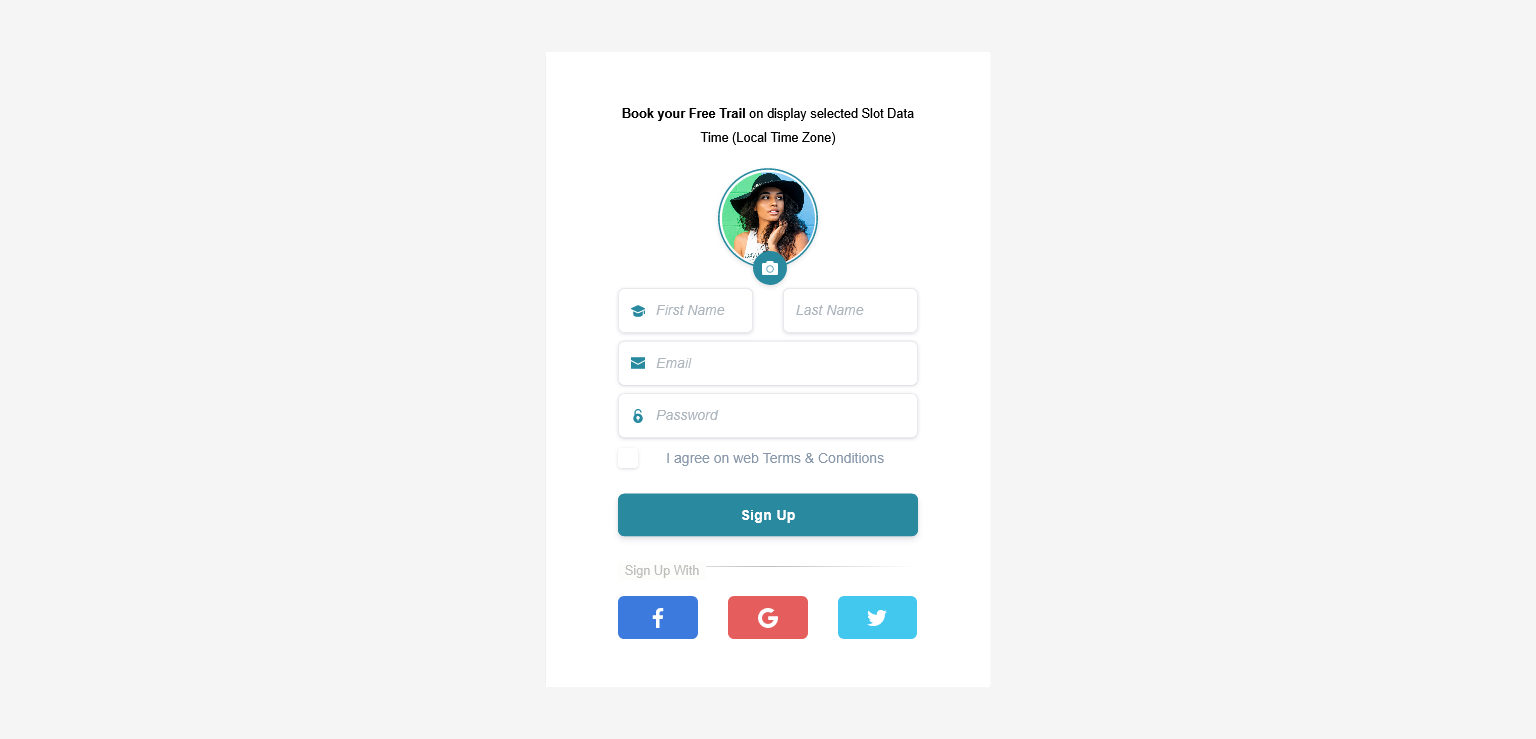 Book your Free Trail on display selected Slot Data
Time (Local Time Zone)
First Name
Last Name
Email
Password
I agree on web Terms & Conditions
Sign Up
Sign Up With